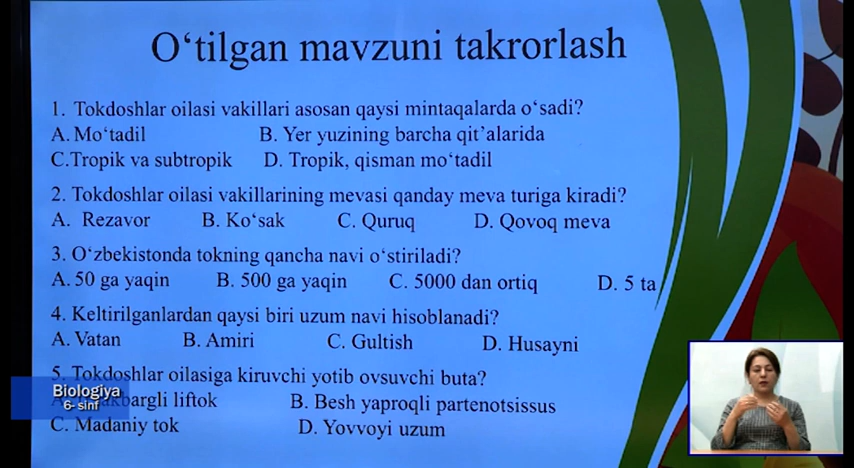 O‘tilgan mavzuni takrorlash
1. Tokdoshlar oilasi vakillari asosan qaysi mintaqalarda o‘sadi?
A. Mo‘tadil B. Yer yuzining barcha qit’alarida
C.Tropik va subtropik D. Tropik, qisman mo‘tadil
2. Tokdoshlar oilasi vakillarining mevasi qanday meva turiga kiradi?
A. Rezavor B. Ko‘sak C. Quruq D. Qovoq meva
3. O‘zbekistonda tokning qancha navi o‘stiriladi?
A. 50 ga yaqin B. 500 ga yaqin C. 5000 dan ortiq D. 5 ta
4. Keltirilganlardan qaysi biri uzum navi hisoblanadi?
A. Vatan B. Amiri C. Gultish D. Husayni
5. Tokdoshlar oilasiga kiruvchi yotib ovsuvchi buta?
liftok B. Besh yaproqli partenotsissus
C. Madaniy tok D. Yovvoyi uzum
Biologiya
6- sinf